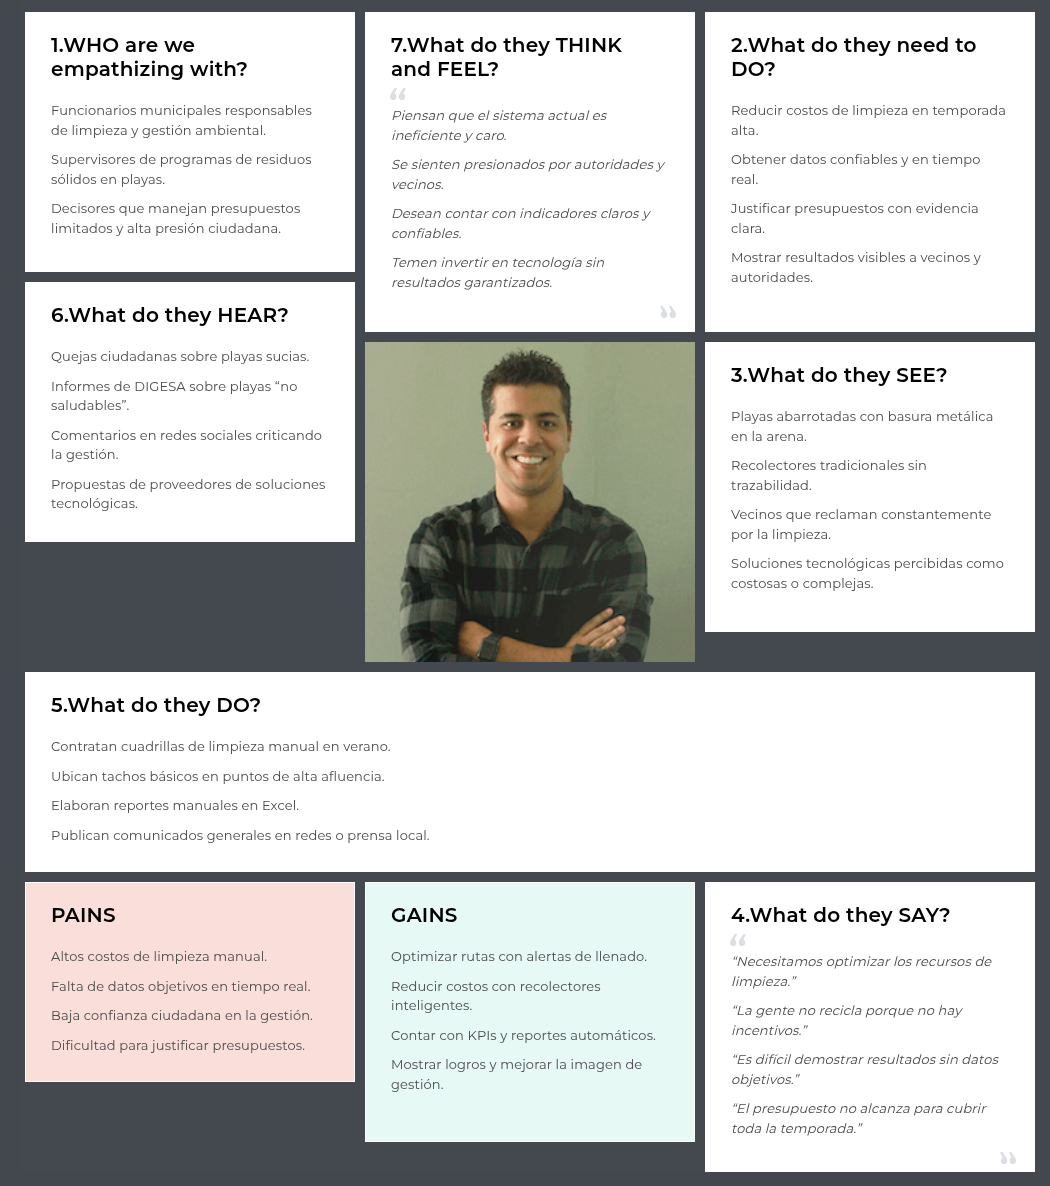 1.WHO are we
empathizing with?
Funcionarios municipales responsables
de limpieza y gestión ambiental.
Supervisores de programas de residuos
sólidos en playas.
Decisores que manejan presupuestos
limitados y alta presión ciudadana.
7.What do they THINK
and FEEL?
“
Piensan que el sistema actual es
ineficiente y caro.
Se sienten presionados por autoridades y
vecinos.
Desean contar con indicadores claros y
confiables.
Temen invertir en tecnología sin
resultados garantizados.
”
2.What do they need to
DO?
Reducir costos de limpieza en temporada
alta.
Obtener datos confiables y en tiempo
real.
Justificar presupuestos con evidencia
clara.
Mostrar resultados visibles a vecinos y
autoridades.
6.What do they HEAR?
Quejas ciudadanas sobre playas sucias.
Informes de DIGESA sobre playas “no
saludables”.
Comentarios en redes sociales criticando
la gestión.
Propuestas de proveedores de soluciones
tecnológicas.
3.What do they SEE?
Playas abarrotadas con basura metálica
en la arena.
Recolectores tradicionales sin
trazabilidad.
Vecinos que reclaman constantemente
por la limpieza.
Soluciones tecnológicas percibidas como
costosas o complejas.
5.What do they DO?
Contratan cuadrillas de limpieza manual en verano.
Ubican tachos básicos en puntos de alta afluencia.
Elaboran reportes manuales en Excel.
Publican comunicados generales en redes o prensa local.
PAINS
Altos costos de limpieza manual.
Falta de datos objetivos en tiempo real.
Baja confianza ciudadana en la gestión.
Dificultad para justificar presupuestos.
GAINS
Optimizar rutas con alertas de llenado.
Reducir costos con recolectores
inteligentes.
Contar con KPIs y reportes automáticos.
Mostrar logros y mejorar la imagen de
gestión.
4.What do they SAY?
“
“Necesitamos optimizar los recursos de
limpieza.”
“La gente no recicla porque no hay
incentivos.”
“Es difícil demostrar resultados sin datos
objetivos.”
“El presupuesto no alcanza para cubrir
toda la temporada.”
”